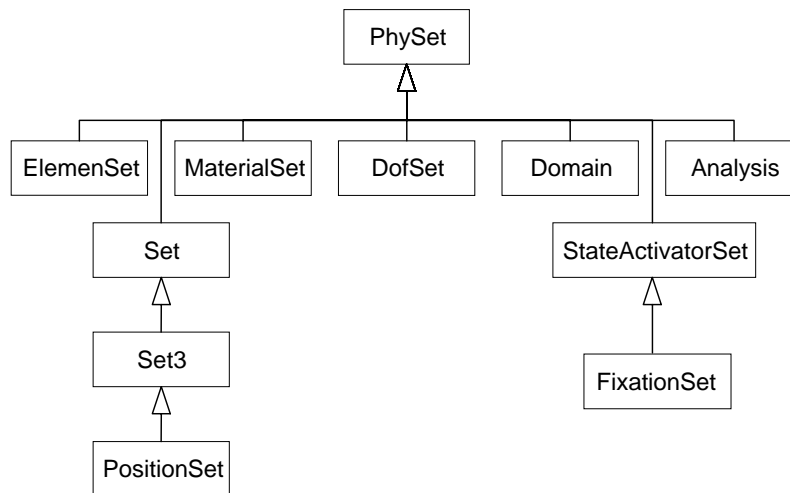 PhySet
ElemenSet
MaterialSet
DofSet
Domain
Analysis
Set
StateActivatorSet
Set3
FixationSet
PositionSet